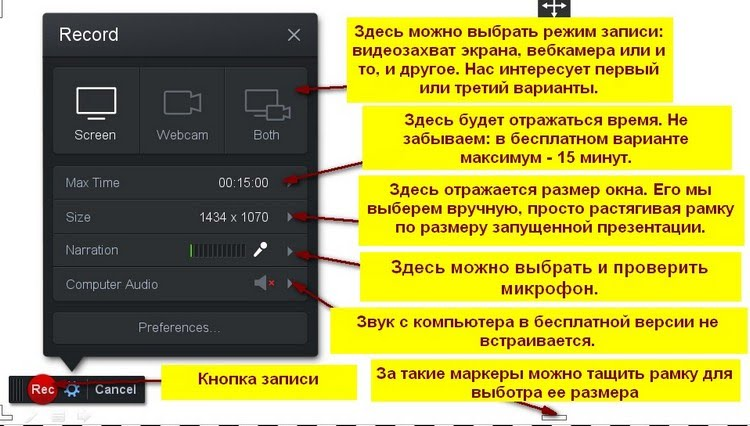 Record
Screen
Webcam
Both
Max Time 00:15:00
Size 1434 x 1070
Narration
Computer Audio
Preferences...
Rec
Cancel
Здесь можно выбрать режим записи:
видеозахват экрана, вебкамера или и
то, и другое. Нас интересует первый
или третий варианты.
Здесь будет отражаться время. Не
забываем: в бесплатном варианте
максимум - 15 минут.
Здесь отражается размер окна. Его мы
выберем вручную, просто растягивая рамку
по размеру запущенной презентации.
Здесь можно выбрать и проверить
микрофон.
Звук с компьютера в бесплатной версии не
встраивается.
Кнопка записи
За такие маркеры можно тащить рамку для
выботра ее размера